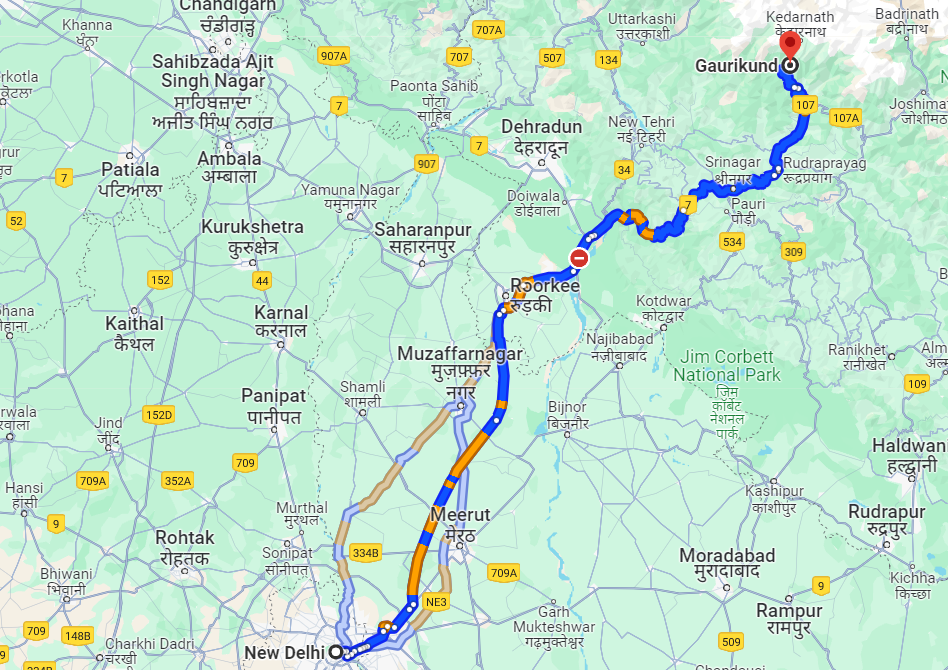 Chandigarh
चंडीगढ़
Khanna
ਖੰਨਾ
Uttarkashi
उत्तरकाशी
Kedarnath
केदारनाथ
Badrinath
बद्रीनाथ
707A
907A
707
507
134
Sahibzada Ajit
Singh Nagar
ਸਾਹਿਬਜ਼ਾਦਾ
ਅਜੀਤ ਸਿੰਘ ਨਗਰ
Gaurikund
Paonta Sahib
पोंटा
साहिब
107
107A
7
New Tehri
नई टिहरी
Dehradun
देहरादून
7
907
Patiala
ਪਟਿਆਲਾ
7
Ambala
अम्बाला
34
Srinagar
श्रीनगर
Rudraprayag
रूद्रप्रयाग
Yamuna Nagar
यमुनानगर
Doiwala
डोईवाला
7
Pauri
पौड़ी
52
Kurukshetra
कुरुक्षेत्र
Saharanpur
सहारनपुर
534
309
152
44
Roorkee
रुड़की
Kaithal
कैथल
Karnal
करनाल
Kotdwar
कोटद्वार
Muzaffarnagar
मुजफ़्फ़र
नगर
Najibabad
नज़ीबाबाद
Jim Corbett
National Park
जिम
कॉर्बेट
नेशनल
पार्क
Ranikhet
रानीखेत
109
Panipat
पानीपत
Shamli
शामली
Bijnor
बिजनौर
152D
Jind
जींद
Haldwani
हल्द्वानी
709
709A
352A
Hansi
हांसी
9
Murthal
मुरथल
Meerut
मेरठ
Kashipur
काशीपुर
Rudrapur
रुद्रपुर
Rohtak
रोहतक
Sonipat
सोनीपत
334B
709A
Moradabad
मुरादाबाद
Bhiwani
भिवानी
9
Kichha
किच्छा
NE3
Garh
Mukteshwar
गढ़मुक्तेश्वर
Rampur
रामपुर
709
148B
Charkhi Dadri
चरखी
New Delhi
509